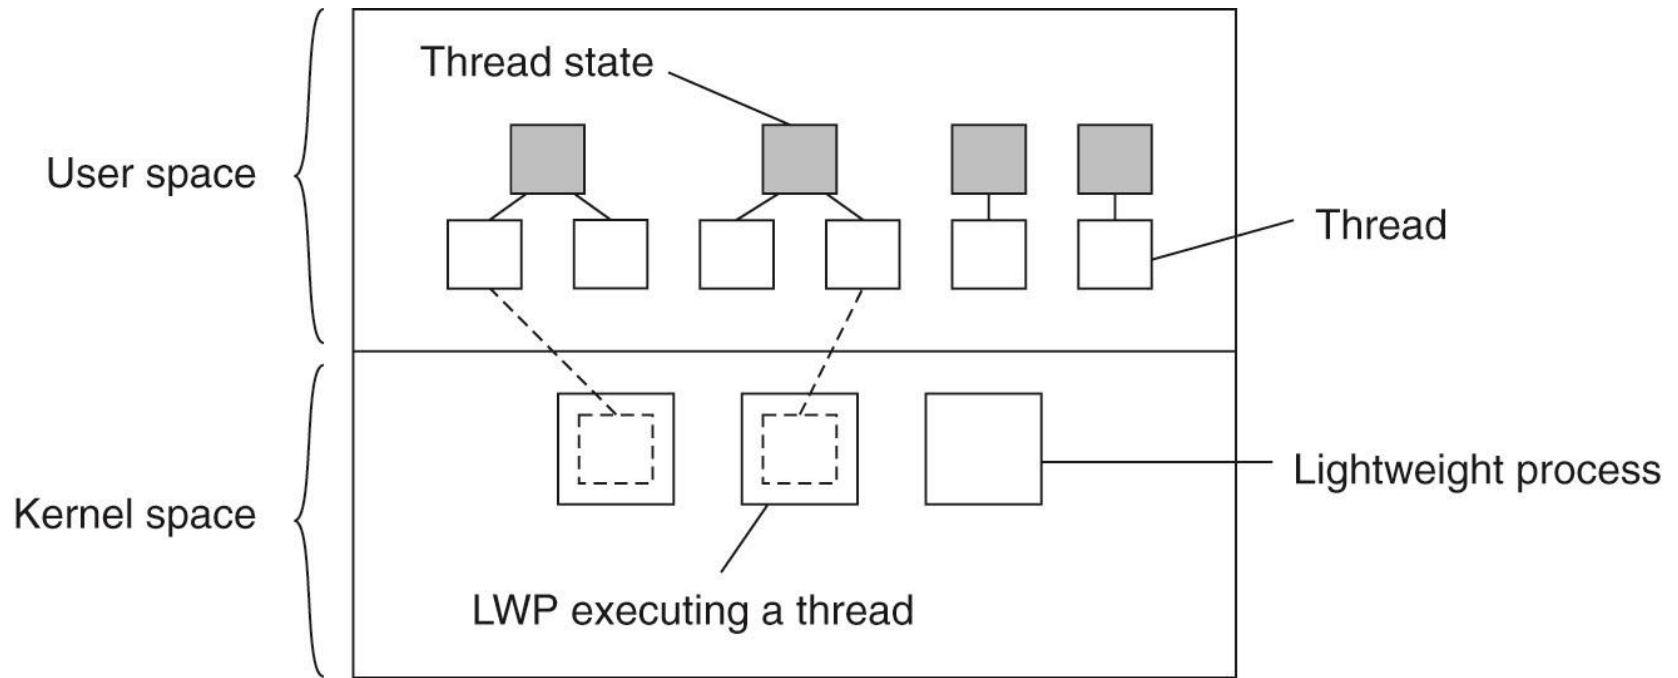 Thread state
User space
Thread
Kernel space
Lightweight process
LWP executing a thread